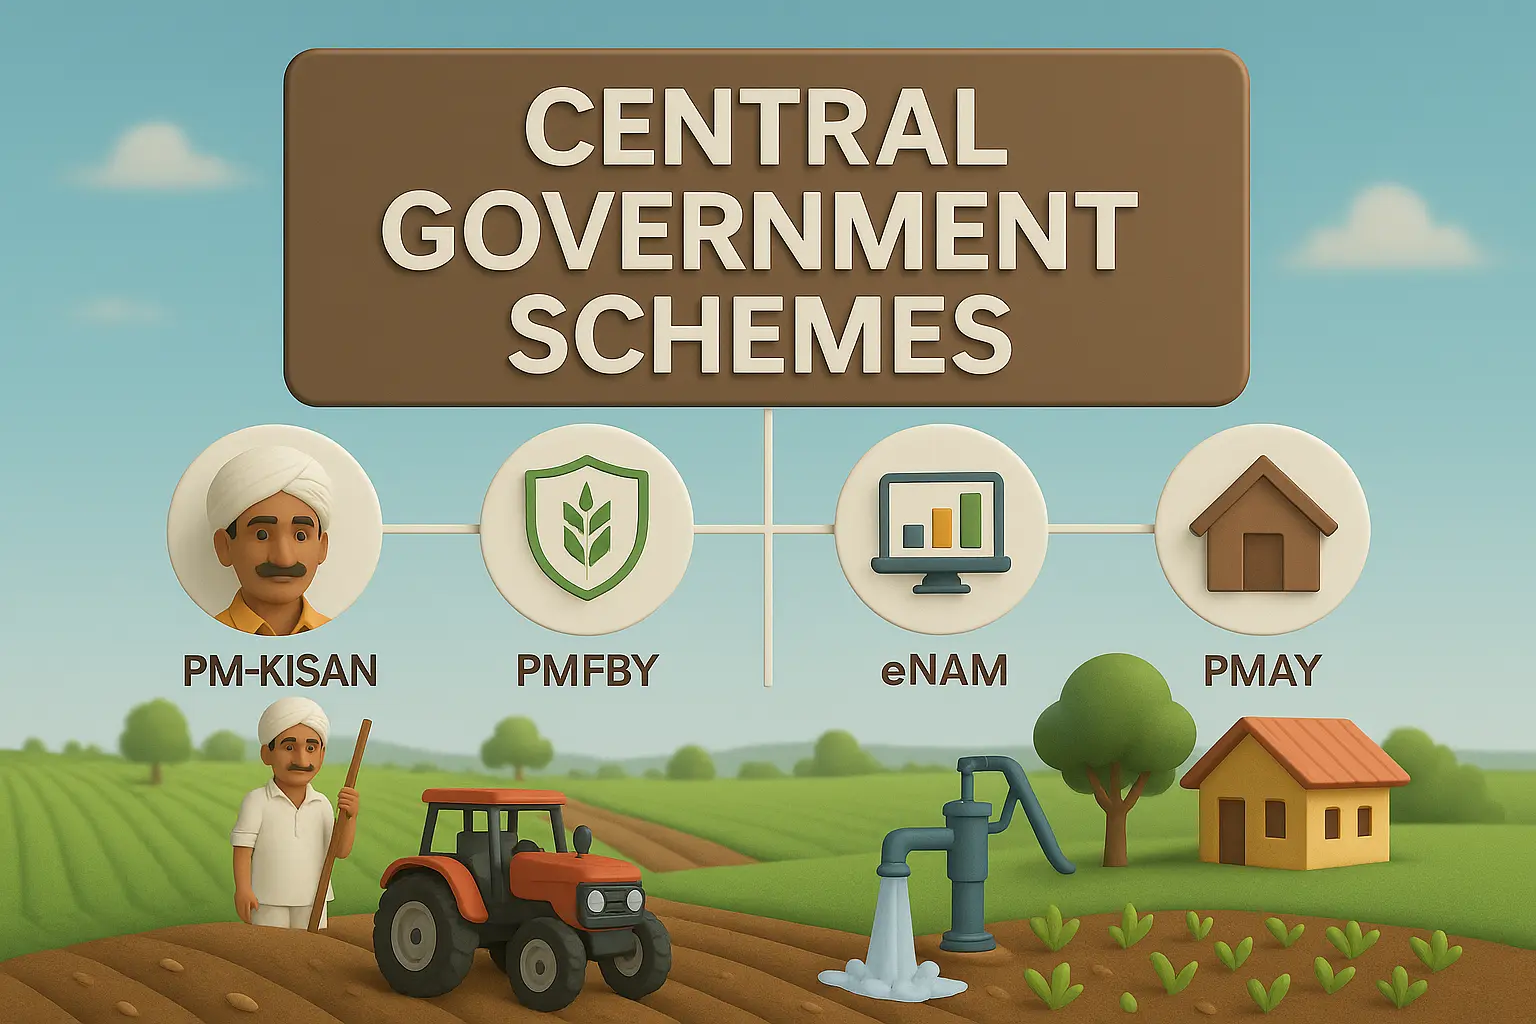 CENTRAL
GOVERNMENT
SCHEMES
PM-KISAN
PMFBY
eNAM
PMAY